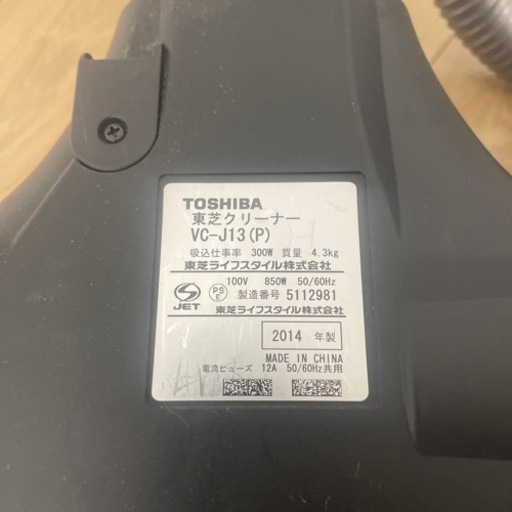 TOSHIBA
東芝クリーナー
VC-J13(P)
吸込仕事率 300W 質量 4.3kg
東芝ライフスタイル株式会社
100V 850W 50/60Hz
製造番号 5112981
PS
E
JET
東芝ライフスタイル株式会社
2014 年製
MADE IN CHINA
電流ヒューズ 12A 50/60Hz共用